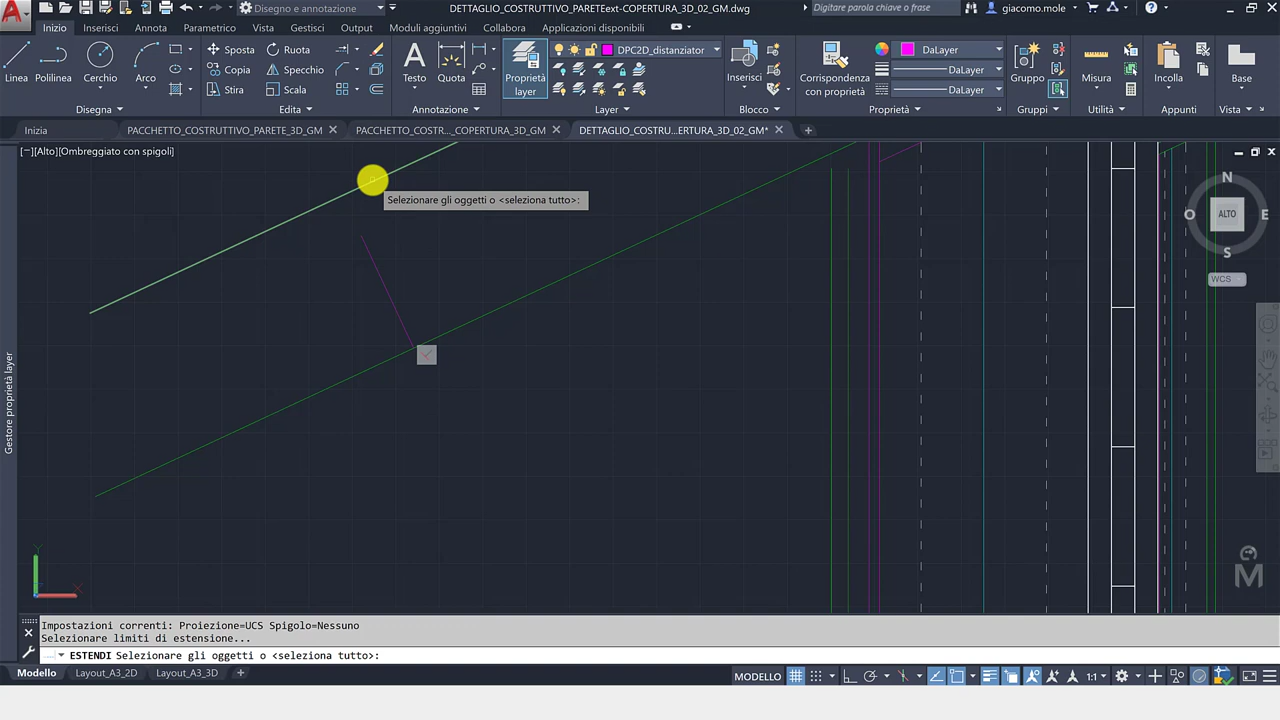 DETTAGLIO_COSTRUTTIVO_PARETEext-COPERTURA_3D_02_GM.dwg
Disegno e annotazione
Digitare parola chiave o frase
giacomo.mole
Inizio Inserisci Annota Parametrico Vista Gestisci Output Moduli aggiuntivi Collabora Applicazioni disponibili
Linea Polilinea Cerchio Arco
Sposta Ruota
Copia Specchio
Stira Scala
Testo Quota
Proprietà layer
DPC2D_distanziator
Inserisci
Corrispondenza con proprietà
DaLayer
DaLayer
DaLayer
Gruppo
Misura
Incolla
Base
Disegna Edita Annotazione Layer Blocco Proprietà Gruppi Utilità Appunti Vista
Inizia PACCHETTO_COSTRUTTIVO_PARETE_3D_GM PACCHETTO_COSTR..._COPERTURA_3D_GM DETTAGLIO_COSTRU...ERTURA_3D_02_GM*
[−][Alto][Ombreggiato con spigoli]
Selezionare gli oggetti o <seleziona tutto>:
N
O ALTO E
S
WCS
Gestore proprietà layer
Y
X
M
Impostazioni correnti: Proiezione=UCS Spigolo=Nessuno
Selezionare limiti di estensione...
ESTENDI Selezionare gli oggetti o <seleziona tutto>:
Modello Layout_A3_2D Layout_A3_3D
MODELLO
1:1